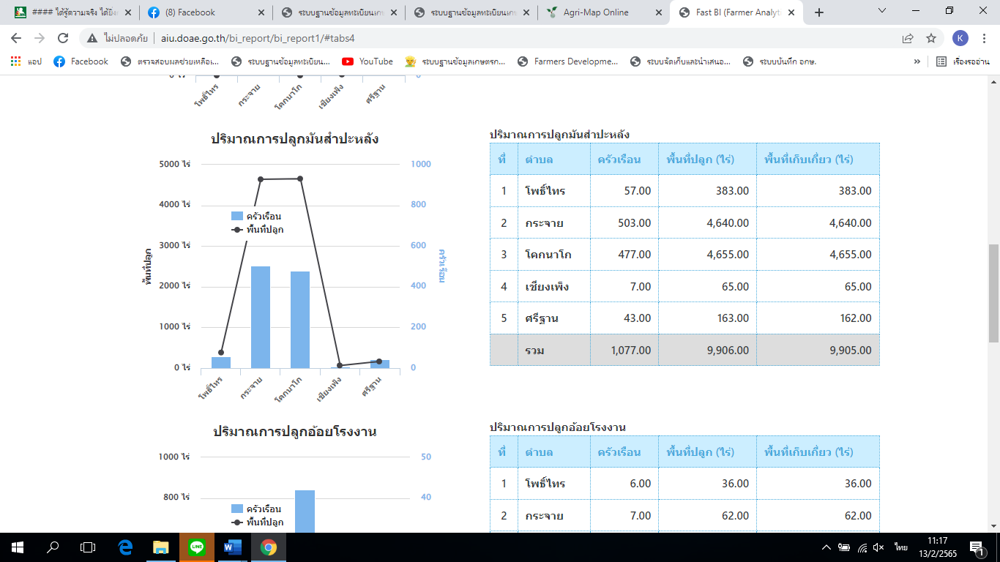 #### ได้รู้ความจริง ได้ยิ่ง
(8) Facebook
ระบบฐานข้อมูลทะเบียนเกษ
ระบบฐานข้อมูลทะเบียนเกษ
Agri-Map Online
Fast BI (Farmer Analyt
ไม่ปลอดภัย
aiu.doae.go.th/bi_report/bi_report1/#tabs4
K
แอป
Facebook
ตรวจสอบผลช่วยเหลือเ...
ระบบฐานข้อมูลทะเบียน...
YouTube
ระบบฐานข้อมูลเกษตรก...
Farmers Developme...
ระบบจัดเก็บและนำเสนอ...
ระบบบันทึก อกษ.
»
เรื่องรออ่าน
0 ไร่
0
โพธิ์ไทร
กระจาย
โคกนาโก
เชียงเพ็ง
ศรีฐาน
ปริมาณการปลูกมันสำปะหลัง
5000 ไร่
4000 ไร่
3000 ไร่
2000 ไร่
1000 ไร่
0 ไร่
พื้นที่ปลูก
ครัวเรือน
พื้นที่ปลูก
1000
800
600
400
200
0
ครัวเรือน
โพธิ์ไทร
กระจาย
โคกนาโก
เชียงเพ็ง
ศรีฐาน
ปริมาณการปลูกมันสำปะหลัง
ที่ ตำบล ครัวเรือน พื้นที่ปลูก (ไร่) พื้นที่เก็บเกี่ยว (ไร่)
1 โพธิ์ไทร 57.00 383.00 383.00
2 กระจาย 503.00 4,640.00 4,640.00
3 โคกนาโก 477.00 4,655.00 4,655.00
4 เชียงเพ็ง 7.00 65.00 65.00
5 ศรีฐาน 43.00 163.00 162.00
รวม 1,077.00 9,906.00 9,905.00
ปริมาณการปลูกอ้อยโรงงาน
1000 ไร่
800 ไร่
ครัวเรือน
พื้นที่ปลูก
50
40
ปริมาณการปลูกอ้อยโรงงาน
ที่ ตำบล ครัวเรือน พื้นที่ปลูก (ไร่) พื้นที่เก็บเกี่ยว (ไร่)
1 โพธิ์ไทร 6.00 36.00 36.00
2 กระจาย 7.00 62.00 62.00
LINE
ไทย
11:17
13/2/2565
1